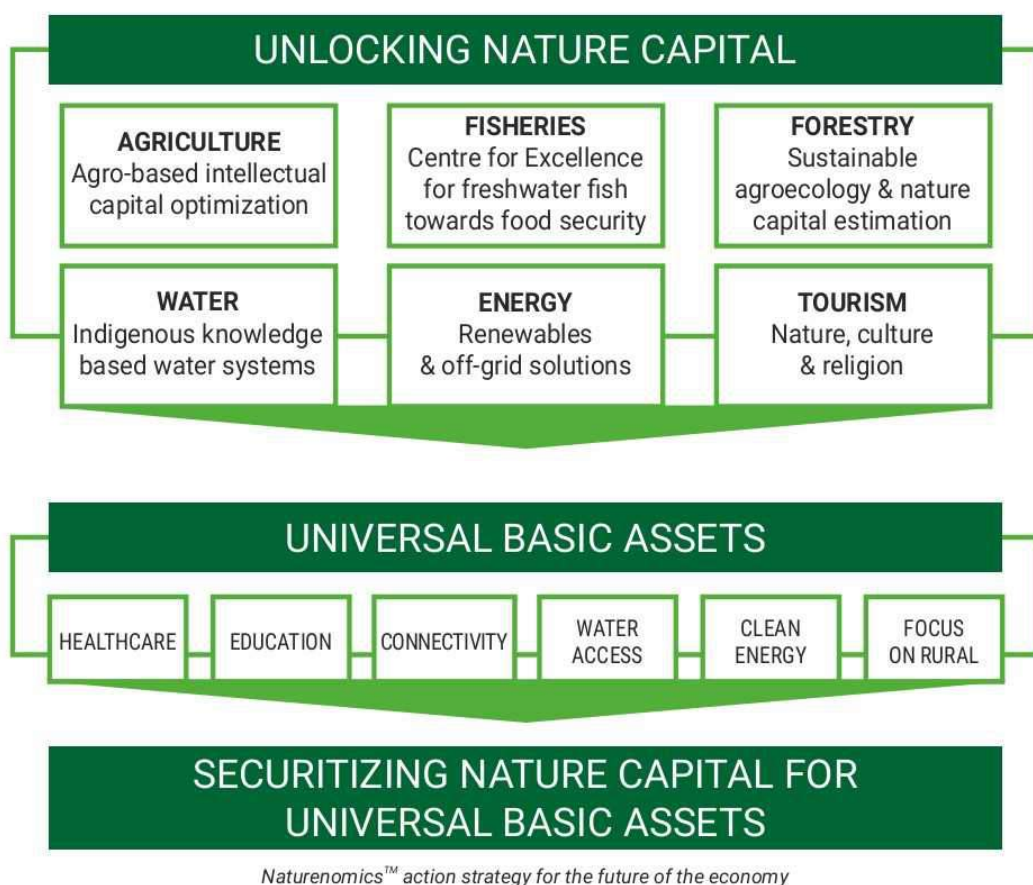 UNLOCKING NATURE CAPITAL
AGRICULTURE
Agro-based intellectual
capital optimization
FISHERIES
Centre for Excellence
for freshwater fish
towards food security
FORESTRY
Sustainable
agroecology & nature
capital estimation
WATER
Indigenous knowledge
based water systems
ENERGY
Renewables
& off-grid solutions
TOURISM
Nature, culture
& religion
UNIVERSAL BASIC ASSETS
HEALTHCARE
EDUCATION
CONNECTIVITY
WATER
ACCESS
CLEAN
ENERGY
FOCUS
ON RURAL
SECURITIZING NATURE CAPITAL FOR
UNIVERSAL BASIC ASSETS
Naturenomics™ action strategy for the future of the economy